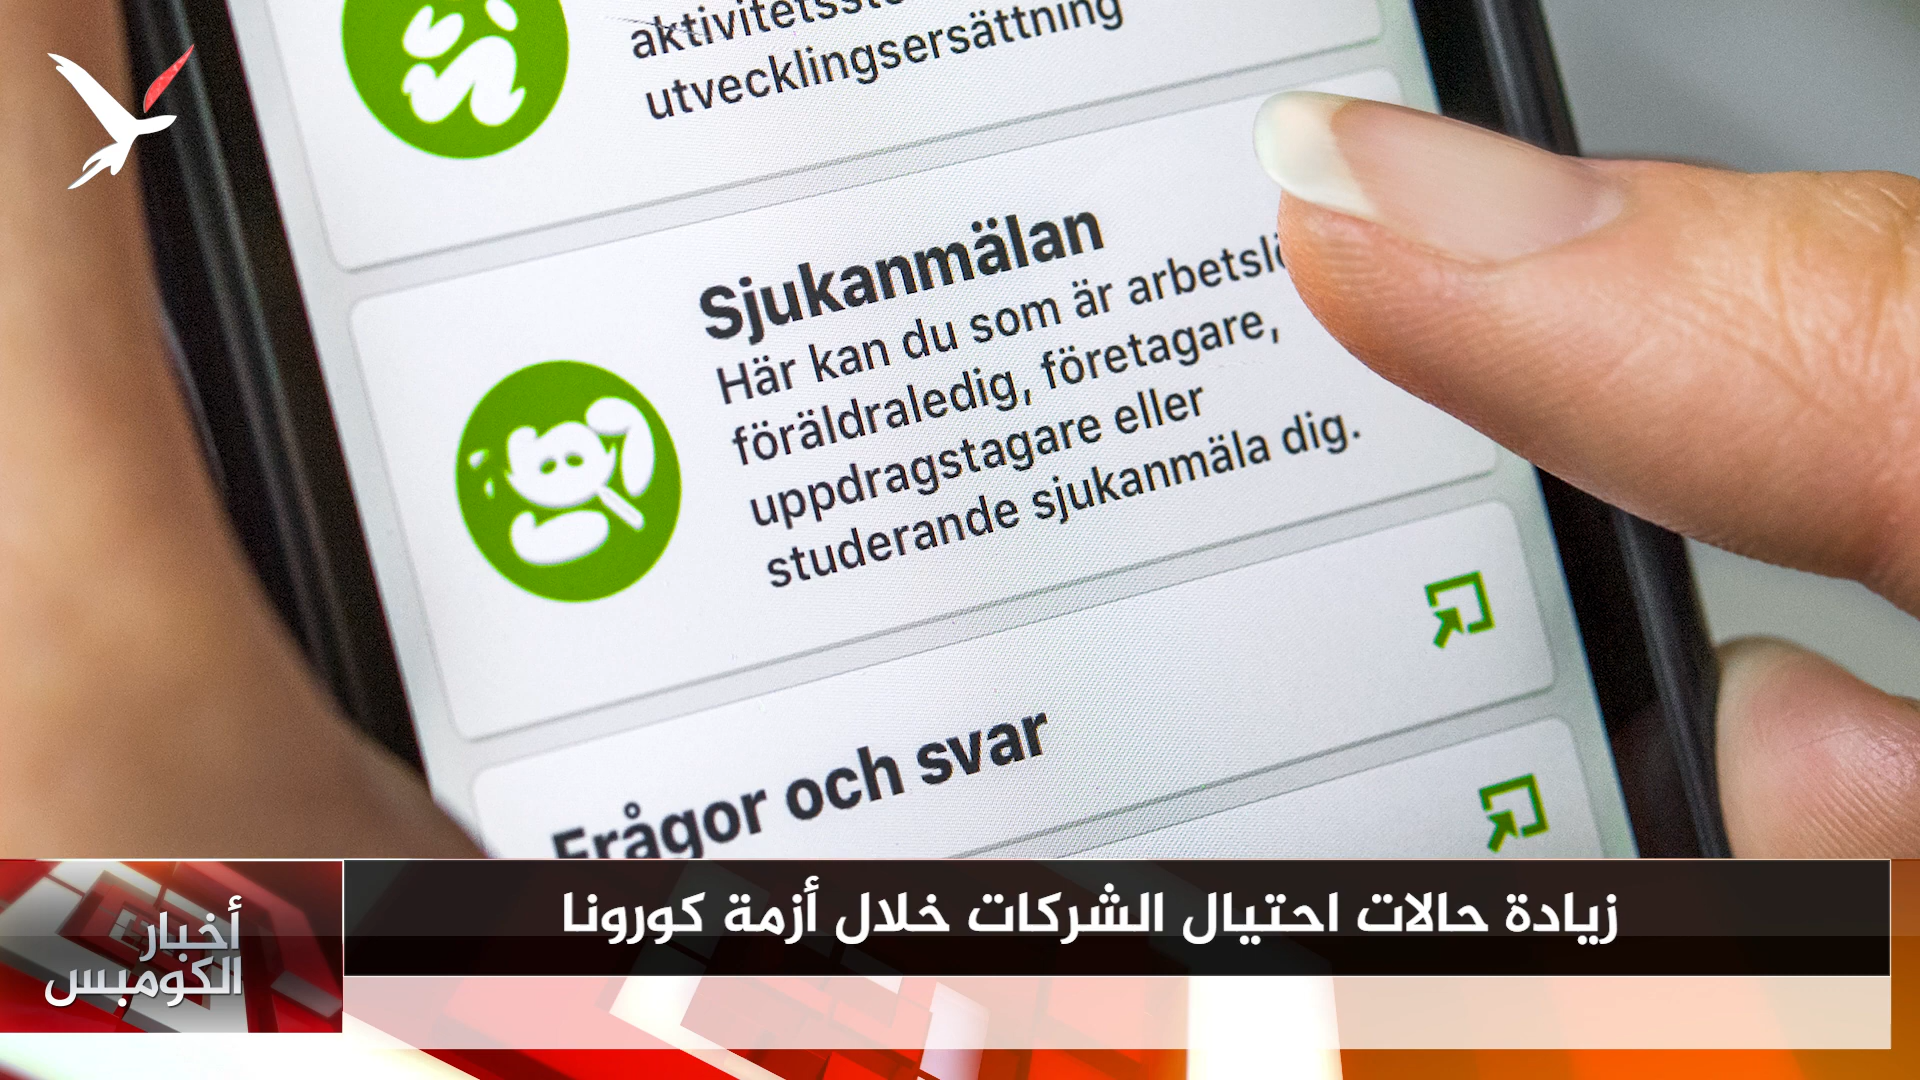 utvecklingsersättning
Sjukanmälan
Här kan du som är
föräldraledig, företagare,
uppdragstagare eller
studerande sjukanmäla dig.
Frågor och svar
زيادة حالات احتيال الشركات خلال أزمة كورونا
أخبار
الكومبس